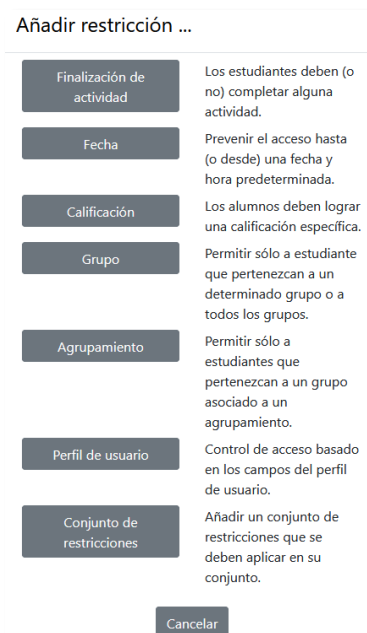 Añadir restricción ...
Finalización de
actividad
Los estudiantes deben (o
no) completar alguna
actividad.
Fecha
Prevenir el acceso hasta
(o desde) una fecha y
hora predeterminada.
Calificación
Los alumnos deben lograr
una calificación específica.
Grupo
Permitir sólo a estudiante
que pertenezcan a un
determinado grupo o a
todos los grupos.
Agrupamiento
Permitir sólo a
estudiantes que
pertenezcan a un grupo
asociado a un
agrupamiento.
Perfil de usuario
Control de acceso basado
en los campos del perfil
de usuario.
Conjunto de
restricciones
Añadir un conjunto de
restricciones que se
deben aplicar en su
conjunto.
Cancelar